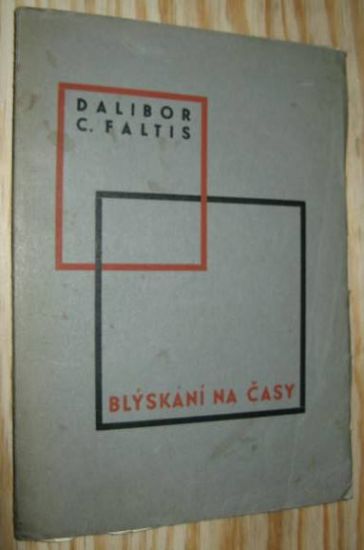 DALIBOR
C. FALTIS
BLÝSKÁNÍ NA ČASY